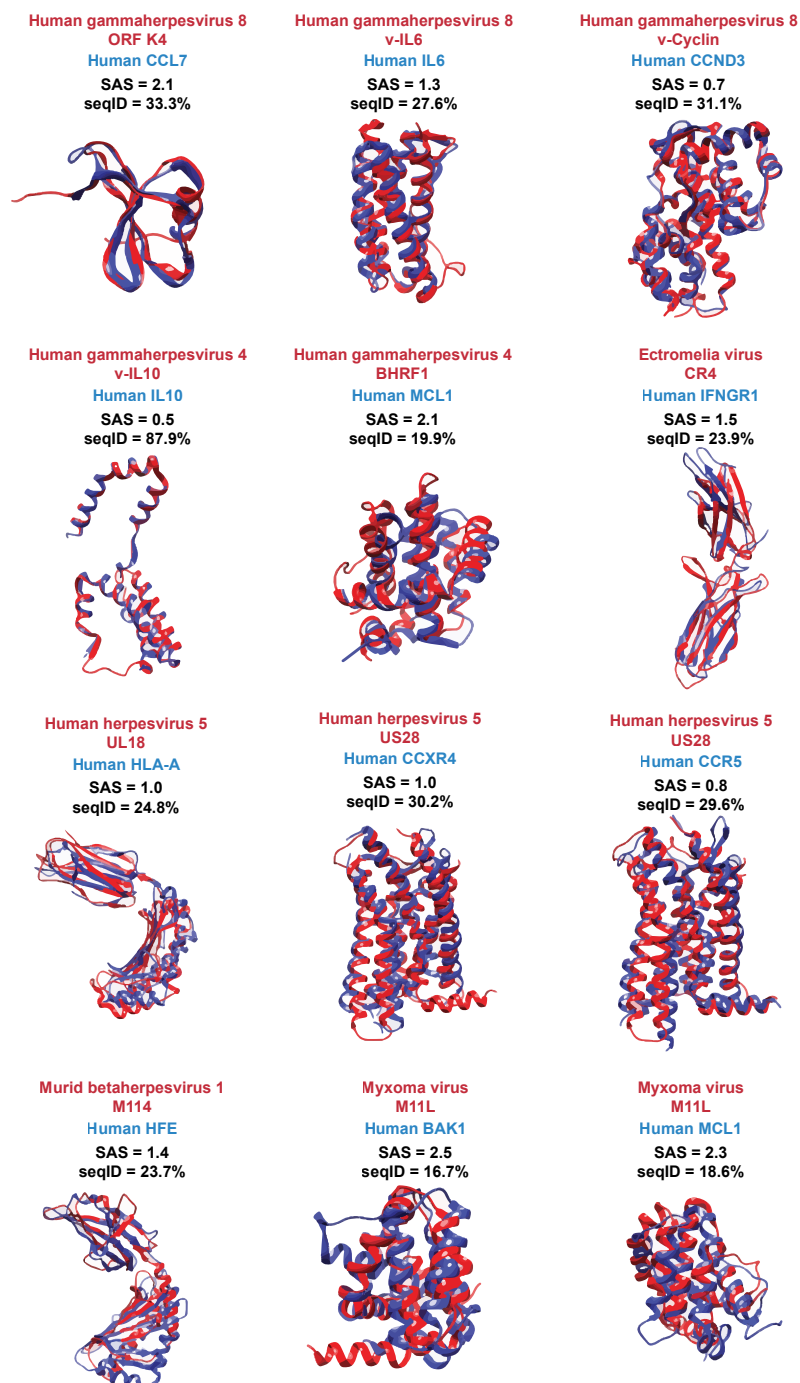 Human gammaherpesvirus 8
ORF K4
Human CCL7
SAS = 2.1
seqID = 33.3%
Human gammaherpesvirus 8
v-IL6
Human IL6
SAS = 1.3
seqID = 27.6%
Human gammaherpesvirus 8
v-Cyclin
Human CCND3
SAS = 0.7
seqID = 31.1%
Human gammaherpesvirus 4
v-IL10
Human IL10
SAS = 0.5
seqID = 87.9%
Human gammaherpesvirus 4
BHRF1
Human MCL1
SAS = 2.1
seqID = 19.9%
Ectromelia virus
CR4
Human IFNGR1
SAS = 1.5
seqID = 23.9%
Human herpesvirus 5
UL18
Human HLA-A
SAS = 1.0
seqID = 24.8%
Human herpesvirus 5
US28
Human CCXR4
SAS = 1.0
seqID = 30.2%
Human herpesvirus 5
US28
Human CCR5
SAS = 0.8
seqID = 29.6%
Murid betaherpesvirus 1
M114
Human HFE
SAS = 1.4
seqID = 23.7%
Myxoma virus
M11L
Human BAK1
SAS = 2.5
seqID = 16.7%
Myxoma virus
M11L
Human MCL1
SAS = 2.3
seqID = 18.6%